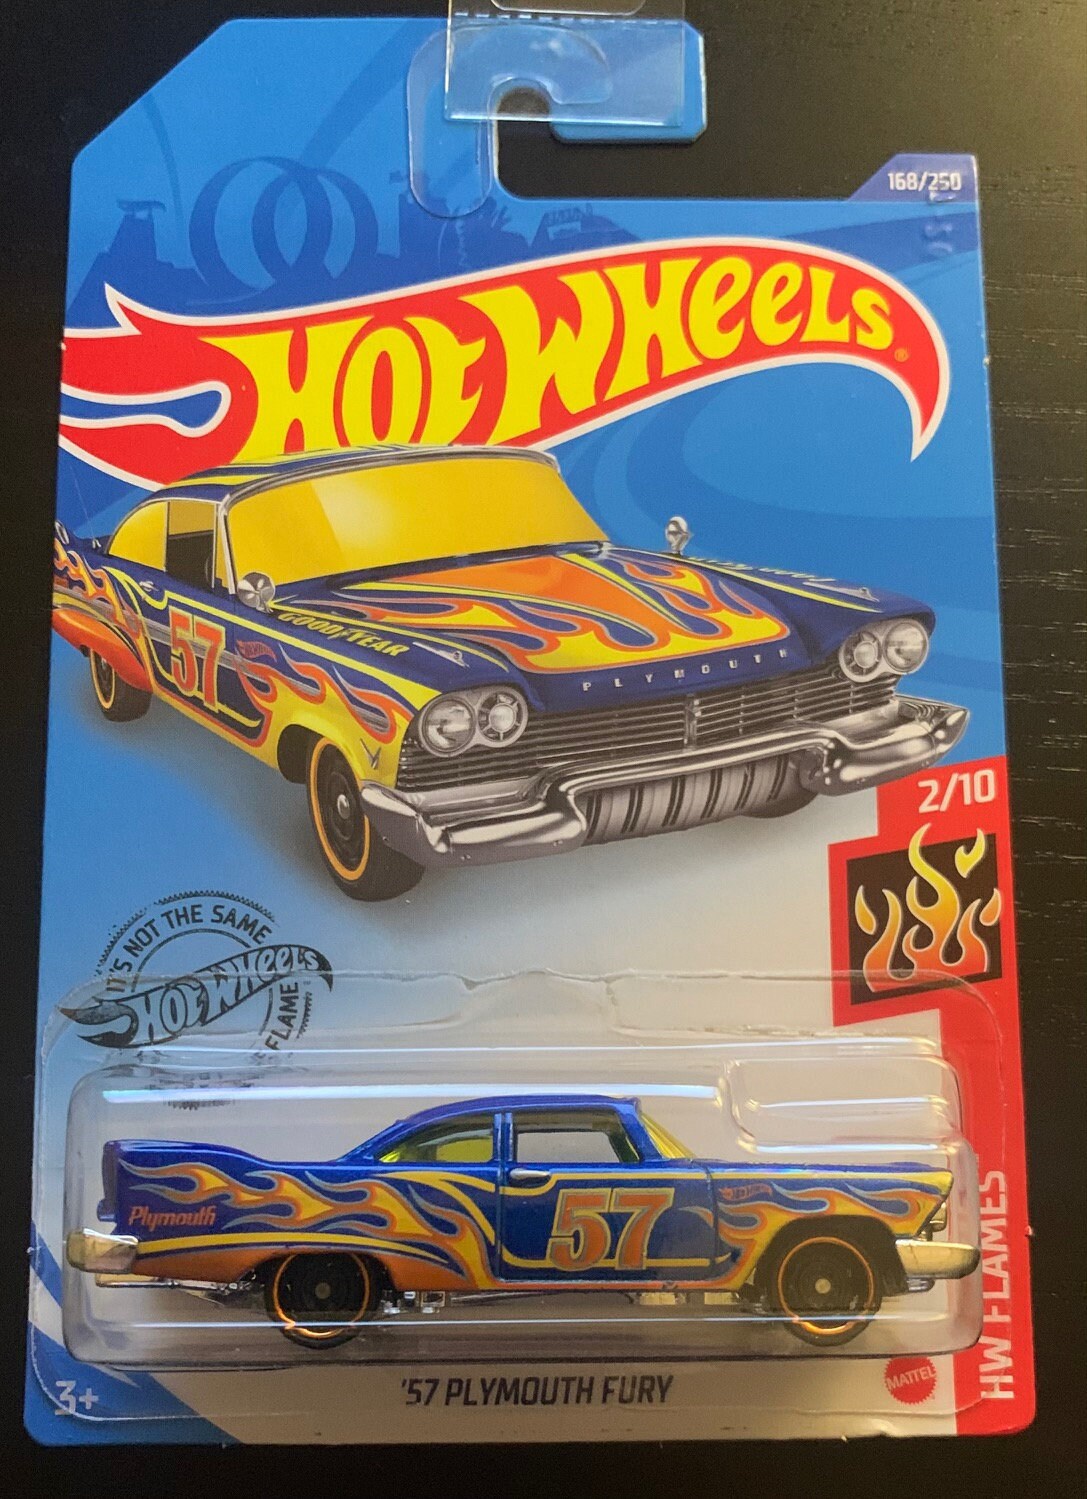 168/250
HOT WHEELS®
57
GOODYEAR
PLYMOUTH
2/10
IT'S NOT THE SAME
HOT WHEELS
FLAME
Plymouth
57
HW FLAMES
3+
'57 PLYMOUTH FURY
MATTEL